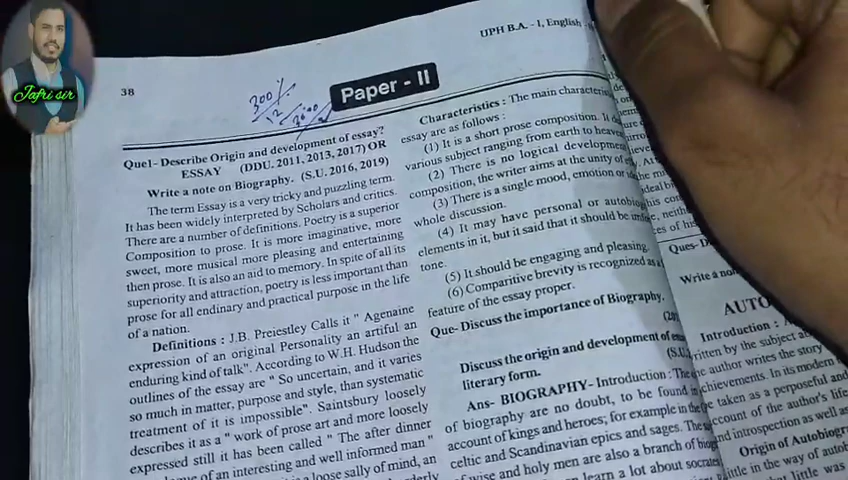 Jafri sir
38
UPH B.A. - I, English
Paper - II
300
12
Que1- Describe Origin and development of essay?
(DDU. 2011, 2013, 2017) OR
ESSAY
Write a note on Biography. (S.U. 2016, 2019)
The term Essay is a very tricky and puzzling term.
It has been widely interpreted by Scholars and critics.
There are a number of definitions. Poetry is a superior
Composition to prose. It is more imaginative, more
sweet, more musical more pleasing and entertaining
then prose. It is also an aid to memory. In spite of all its
superiority and attraction, poetry is less important than
prose for all endinary and practical purpose in the life
of a nation.
Definitions : J.B. Preiestley Calls it " Agenaine
expression of an original Personality an artiful an
enduring kind of talk". According to W.H. Hudson the
outlines of the essay are " So uncertain, and it varies
so much in matter, purpose and style, than systematic
treatment of it is impossible". Saintsbury loosely
describes it as a " work of prose art and more loosely
expressed still it has been called " The after dinner
of an interesting and well informed man "
loose sally of mind, an
Characteristics : The main
essay are as follows :
(1) It is a short prose composition. It
various subject ranging from earth to
(2) There is no logical
composition, the writer aims at the unity of
(3) There is a single mood, emotion
whole discussion.
(4) It may have personal or
elements in it, but it said that it should be
tone.
(5) It should be engaging and pleasing.
(6) Comparitive brevity is recognized as
feature of the essay proper.
Que- Discuss the importance of Biography.
Discuss the origin and development of
literary form.
(S.U.
Ans- BIOGRAPHY- Introduction : The
of biography are no doubt, to be found
account of kings and heroes; for example in the
celtic and Scandinavian epics and sages. The
wise and holy men are also a branch of
learn a lot about socrates
Ques-
Write a
AUTO
Introduction :
written by the subject
author writes the story
achievements. In its modern
be taken as a perposeful and
account of the author's life
and introspection as well as
Origin of
little in the way of
little was